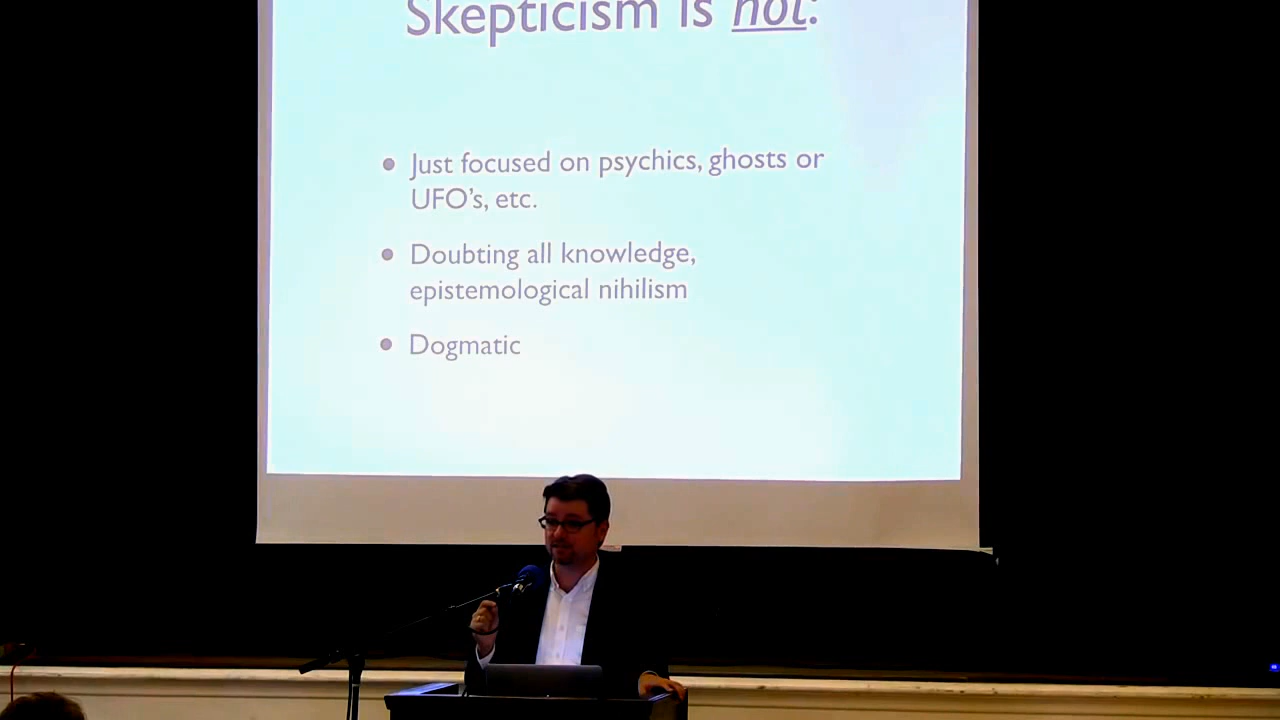 Skepticism is not:
• Just focused on psychics, ghosts or
UFO's, etc.
• Doubting all knowledge,
epistemological nihilism
• Dogmatic